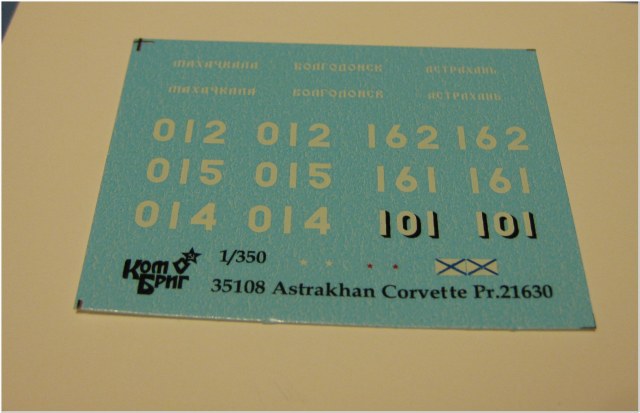 МАХАЧКАЛА ВОЛГОДОНСК АСТРАХАНЬ
МАХАЧКАЛА ВОЛГОДОНСК АСТРАХАНЬ
012 012 162 162
015 015 161 161
014 014 101 101
КОМ БРИГ 1/350
35108 Astrakhan Corvette Pr.21630